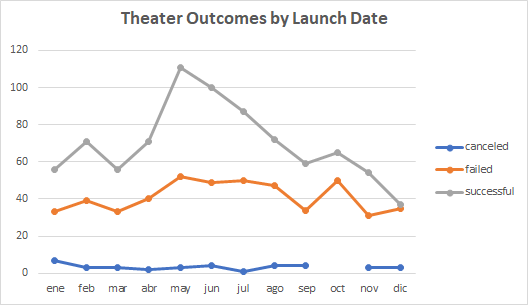 Theater Outcomes by Launch Date
120
100
80
60
40
20
0
ene feb mar abr may jun jul ago sep oct nov dic
canceled
failed
successful